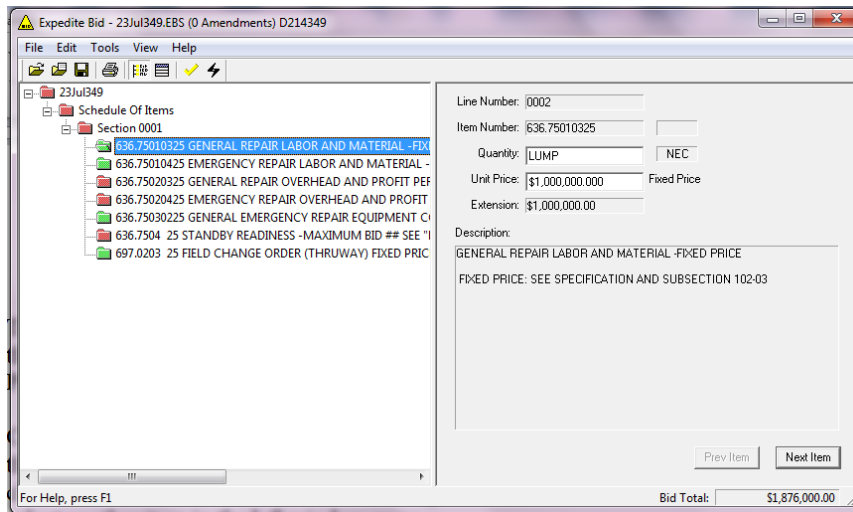 Expedite Bid - 23Jul349.EBS (0 Amendments) D214349
File Edit Tools View Help
23Jul349
Schedule Of Items
Section 0001
636.75010325 GENERAL REPAIR LABOR AND MATERIAL -FIXI
636.75010425 EMERGENCY REPAIR LABOR AND MATERIAL -
636.75020325 GENERAL REPAIR OVERHEAD AND PROFIT PER
636.75020425 EMERGENCY REPAIR OVERHEAD AND PROFIT
636.75030225 GENERAL EMERGENCY REPAIR EQUIPMENT CO
636.7504 25 STANDBY READINESS -MAXIMUM BID ## SEE "
697.0203 25 FIELD CHANGE ORDER (THRUWAY) FIXED PRIC
Line Number: 0002
Item Number: 636.75010325
Quantity: LUMP NEC
Unit Price: $1,000,000.000 Fixed Price
Extension: $1,000,000.00
Description:
GENERAL REPAIR LABOR AND MATERIAL -FIXED PRICE
FIXED PRICE: SEE SPECIFICATION AND SUBSECTION 102-03
Prev Item Next Item
For Help, press F1
Bid Total: $1,876,000.00